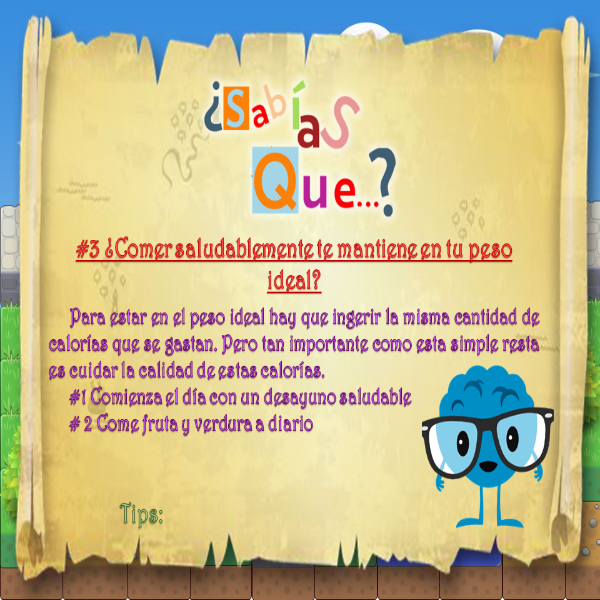 ¿Sabías
Que...?
#3 ¿Comer saludablemente te mantiene en tu peso
ideal?
Para estar en el peso ideal hay que ingerir la misma cantidad de
calorías que se gastan. Pero tan importante como esta simple resta
es cuidar la calidad de estas calorías.
#1 Comienza el día con un desayuno saludable
# 2 Come fruta y verdura a diario
Tips: